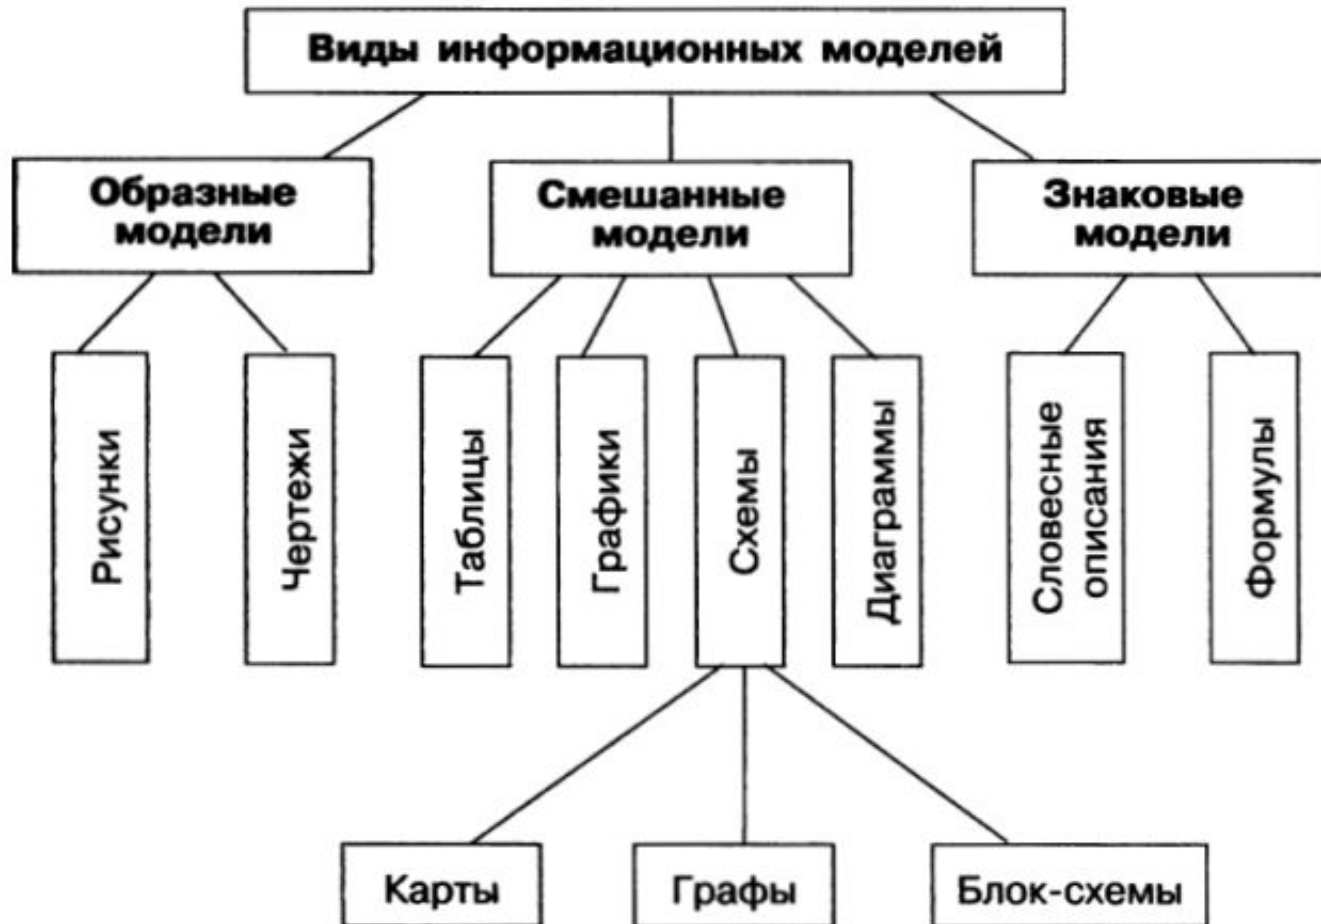 Виды информационных моделей
Образные
модели
Смешанные
модели
Знаковые
модели
Рисунки
Чертежи
Таблицы
Графики
Схемы
Диаграммы
Словесные
описания
Формулы
Карты
Графы
Блок-схемы